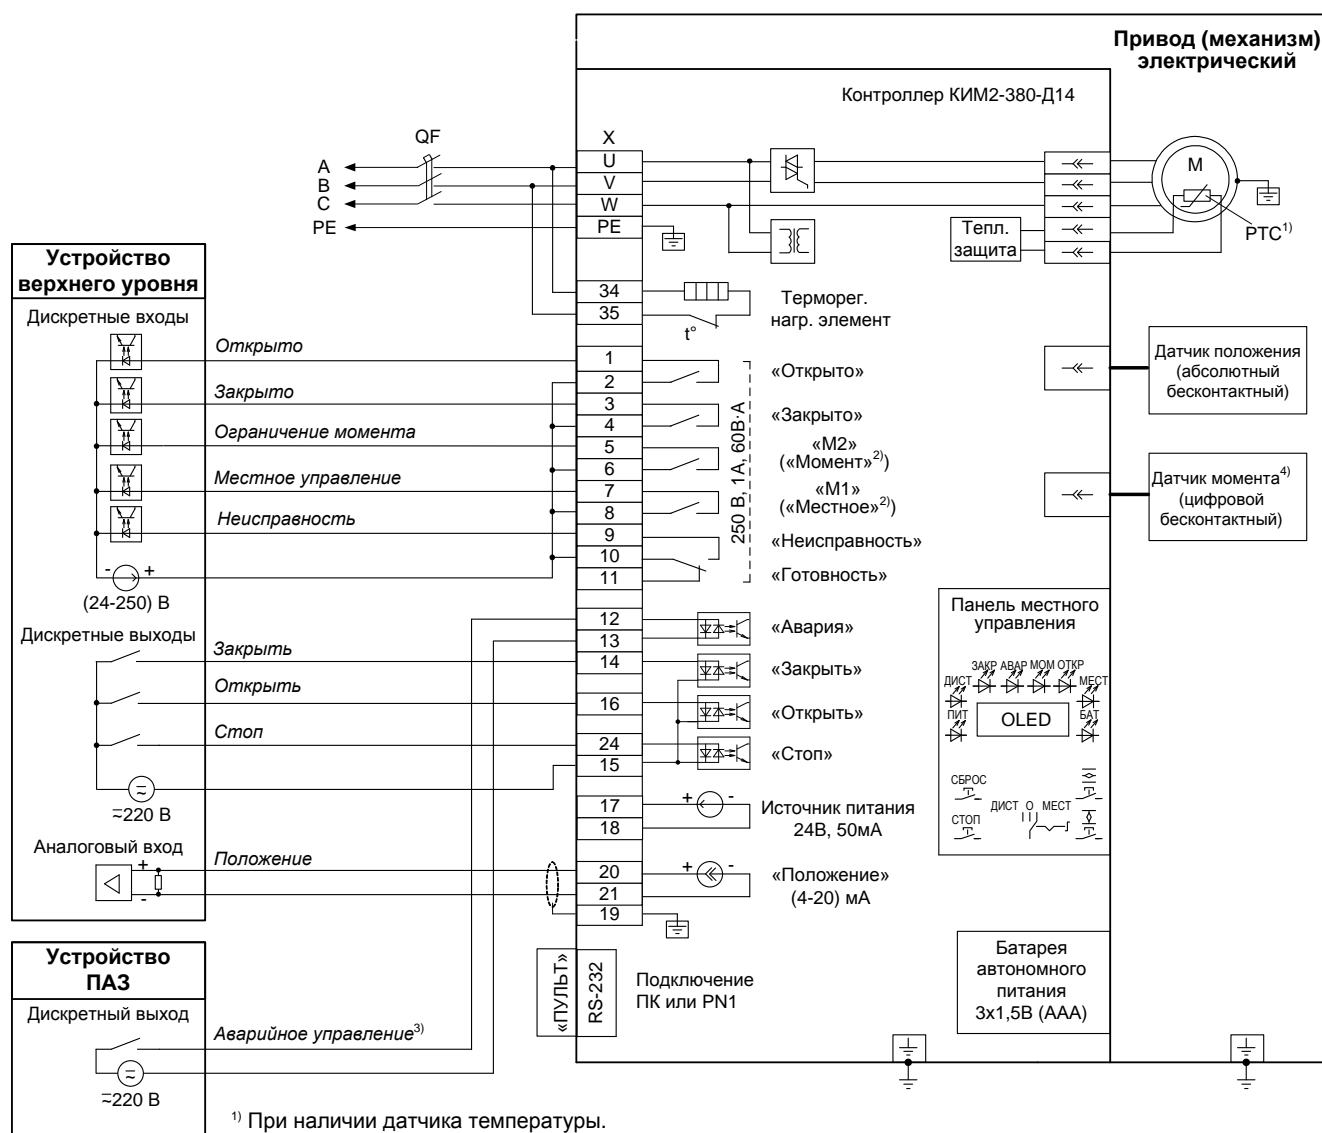 Привод (механизм)
электрический
Контроллер КИМ2-380-Д14
QF
X
A
B
C
PE
U
V
W
PE
M
PTC1)
Тепл.
защита
34
35
t°
Терморег.
нагр. элемент
Устройство
верхнего уровня
Дискретные входы
Открыто
Закрыто
Ограничение момента
Местное управление
Неисправность
- +
(24-250) В
1
2
3
4
5
6
7
8
9
10
11
250 В, 1А, 60В·А
«Открыто»
«Закрыто»
«М2»
(«Момент»2))
«М1»
(«Местное»2))
«Неисправность»
«Готовность»
Датчик положения
(абсолютный
бесконтактный)
Датчик момента4)
(цифровой
бесконтактный)
Дискретные выходы
Закрыть
Открыть
Стоп
≂220 В
12
13
14
16
24
15
«Авария»
«Закрыть»
«Открыть»
«Стоп»
17
18
+ -
Источник питания
24В, 50мА
Аналоговый вход
+
-
Положение
20
21
19
+ -
«Положение»
(4-20) мА
Панель местного
управления
ЗАКР АВАР МОМ ОТКР
ДИСТ МЕСТ
ПИТ OLED БАТ
СБРОС
СТОП
ДИСТ О МЕСТ
«ПУЛЬТ»
RS-232
Подключение
ПК или PN1
Батарея
автономного
питания
3x1,5В (ААА)
Устройство
ПАЗ
Дискретный выход
Аварийное управление3)
≂220 В
1) При наличии датчика температуры.